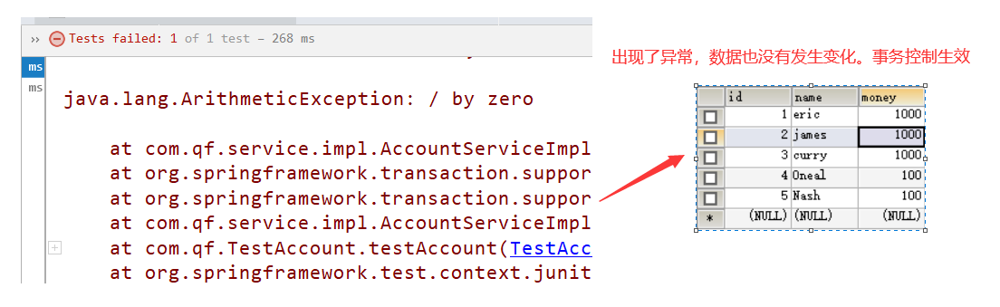 Tests failed: 1 of 1 test – 268 ms
ms
ms
java.lang.ArithmeticException: / by zero
at com.qf.service.impl.AccountServiceImpl
at org.springframework.transaction.suppor
at org.springframework.transaction.suppor
at com.qf.service.impl.AccountServiceImpl
at com.qf.TestAccount.testAccount(TestAcc
at org.springframework.test.context.junit
出现了异常，数据也没有发生变化。事务控制生效
id name money
1 eric 1000
2 james 1000
3 curry 1000
4 Oneal 100
5 Nash 100
* (NULL) (NULL) (NULL)